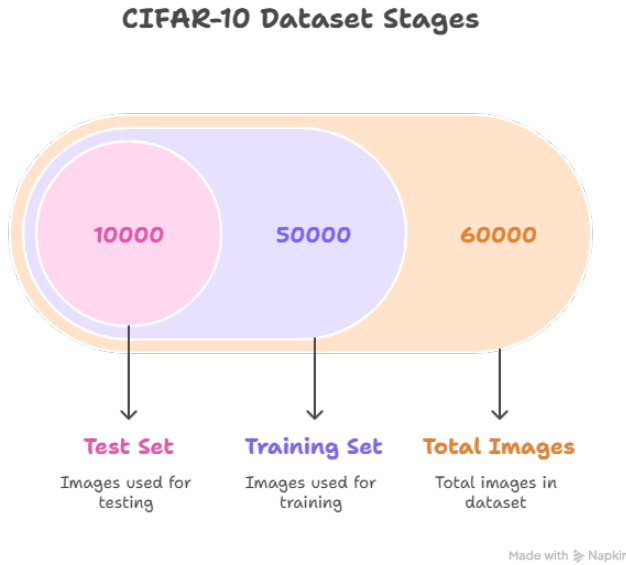 CIFAR-10 Dataset Stages
10000
50000
60000
Test Set
Training Set
Total Images
Images used for
testing
Images used for
training
Total images in
dataset
Made with Napkin